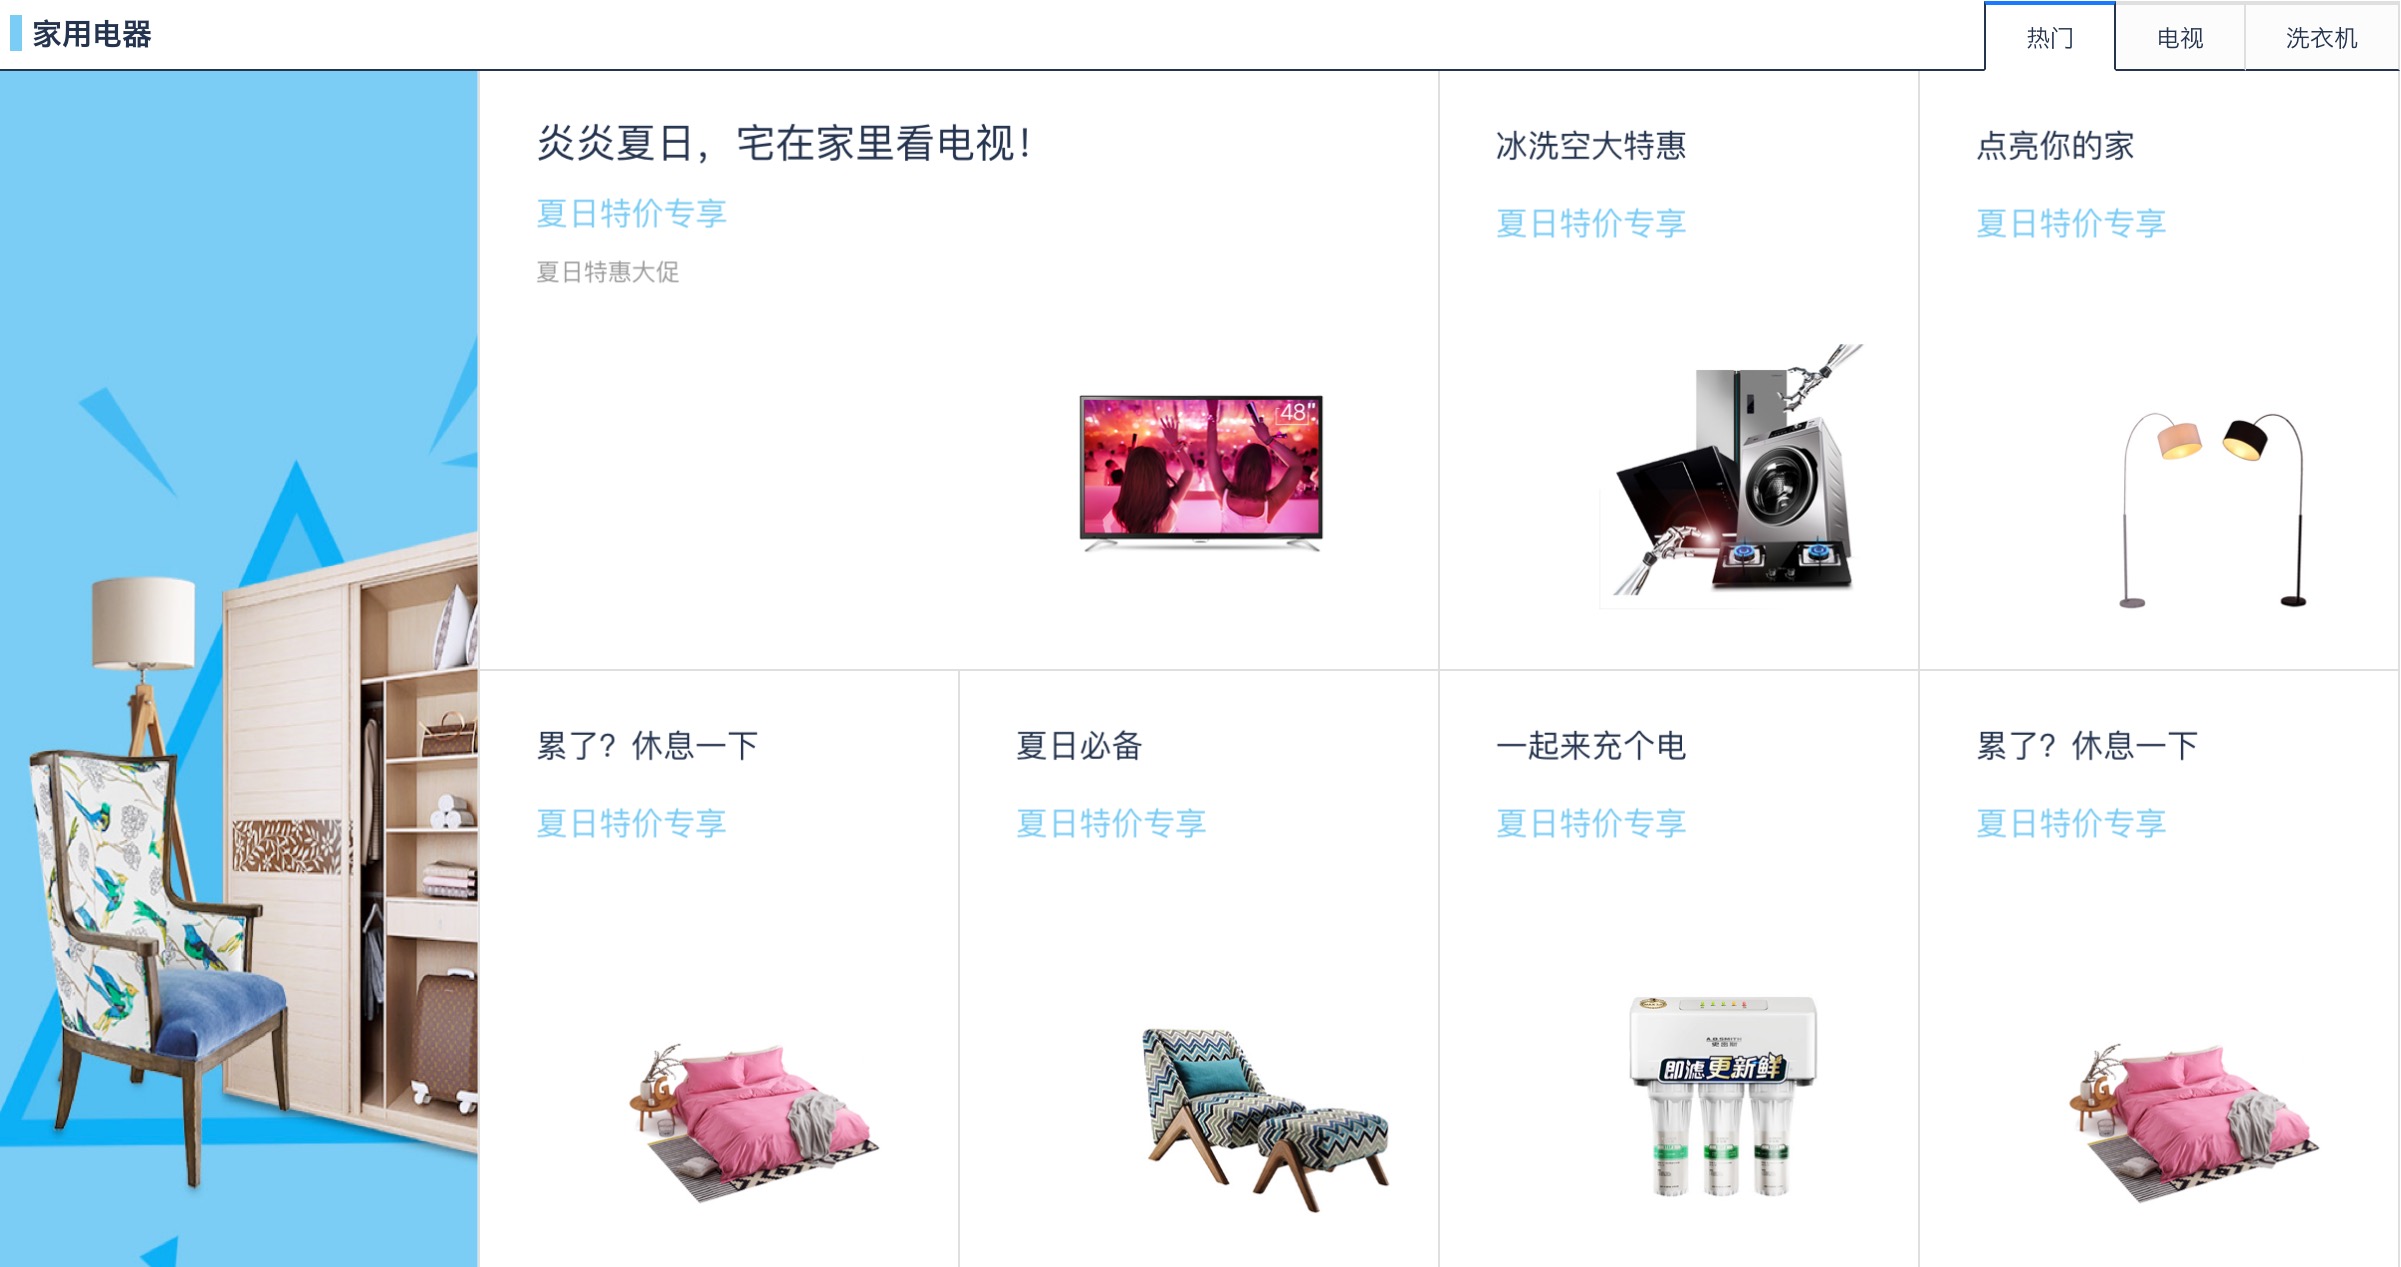 家用电器
热门
电视
洗衣机
炎炎夏日，宅在家里看电视！
夏日特价专享
夏日特惠大促
48"
冰洗空大特惠
夏日特价专享
点亮你的家
夏日特价专享
累了？休息一下
夏日特价专享
夏日必备
夏日特价专享
一起来充个电
夏日特价专享
A.O.SMITH
即滤更新鲜
累了？休息一下
夏日特价专享